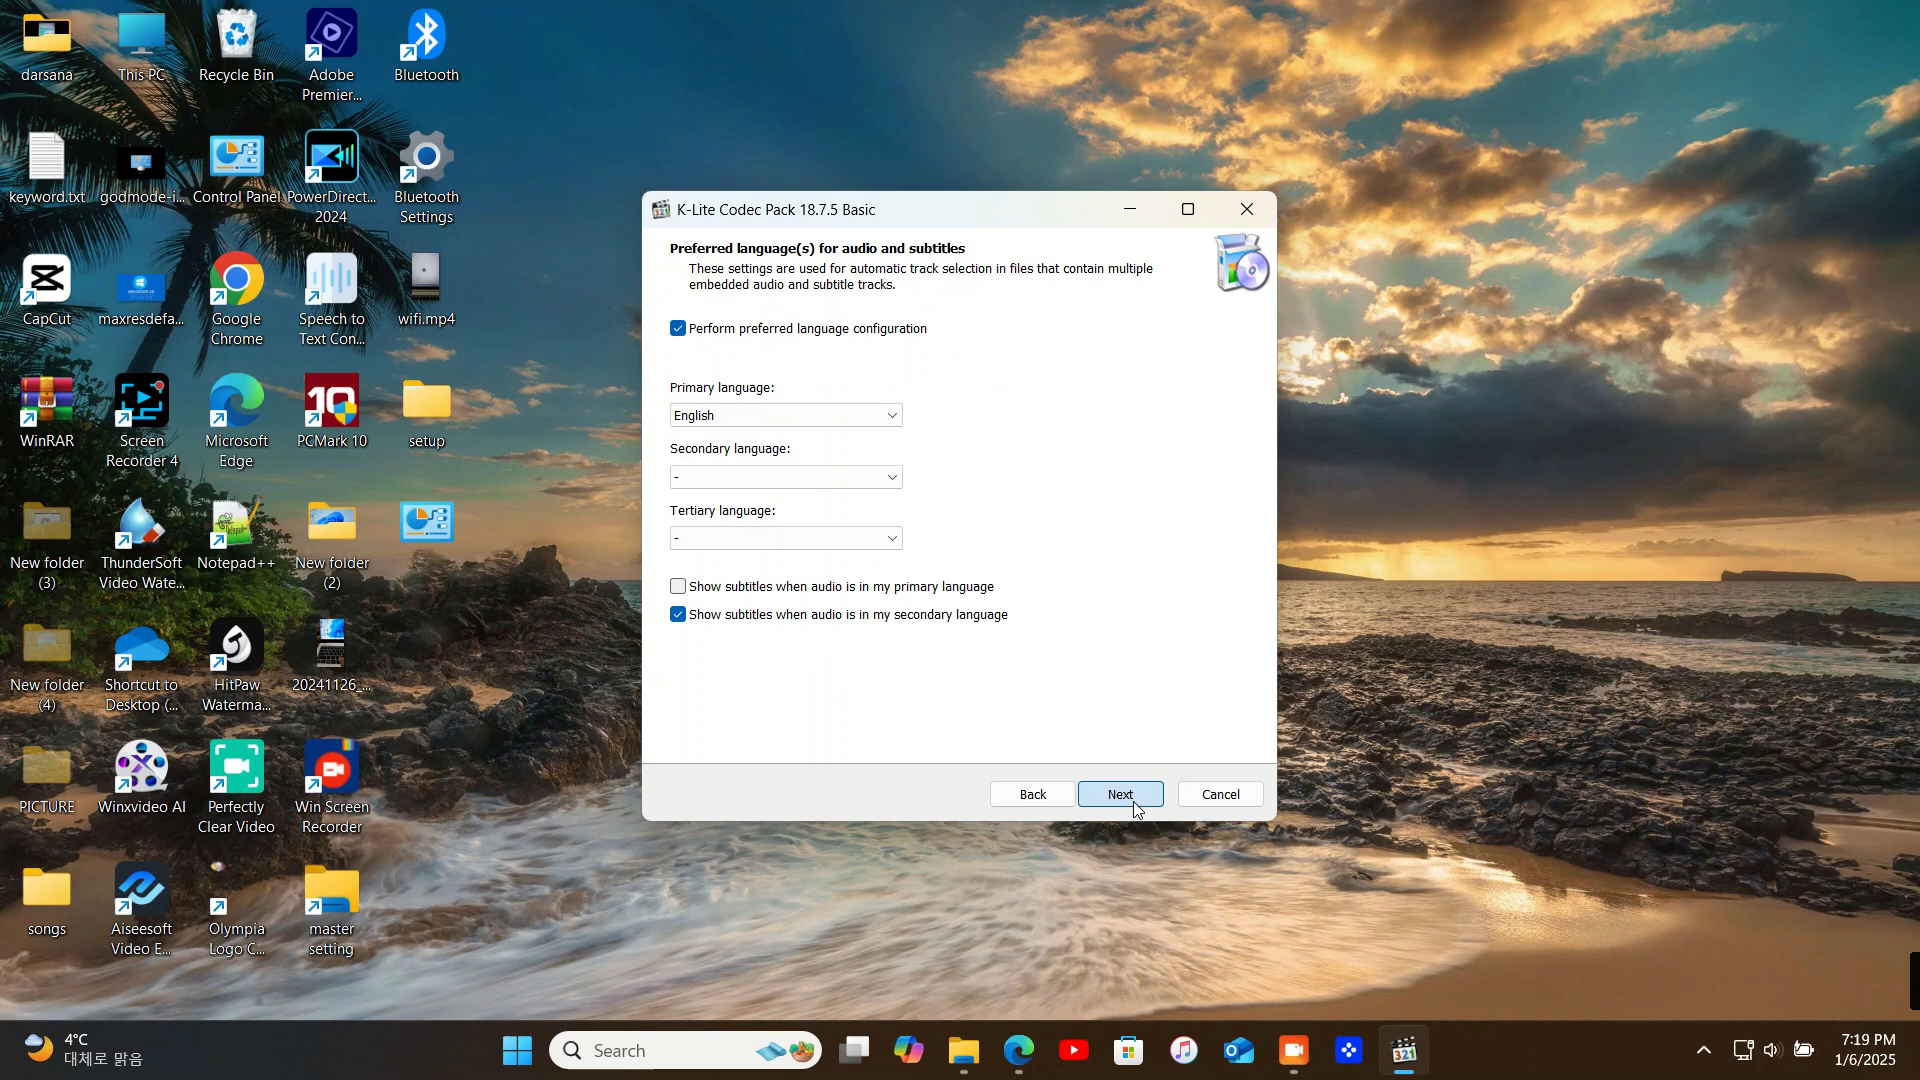 darsana
This PC
Recycle Bin
Adobe
Premier...
Bluetooth
keyword.txt
godmode-i...
Control Panel
PowerDirect...
2024
Bluetooth
Settings
CapCut
maxresdefa...
Google
Chrome
Speech to
Text Con...
wifi.mp4
WinRAR
Screen
Recorder 4
Microsoft
Edge
10
PCMark 10
setup
New folder
(3)
ThunderSoft
Video Wate...
Notepad++
New folder
(2)
New folder
(4)
Shortcut to
Desktop (...
HitPaw
Waterma...
20241126_...
PICTURE
Winxvideo AI
Perfectly
Clear Video
Win Screen
Recorder
songs
Aiseesoft
Video E...
Olympia
Logo C...
master
setting
K-Lite Codec Pack 18.7.5 Basic
Preferred language(s) for audio and subtitles
These settings are used for automatic track selection in files that contain multiple
embedded audio and subtitle tracks.
Perform preferred language configuration
Primary language:
English
Secondary language:
-
Tertiary language:
-
Show subtitles when audio is in my primary language
Show subtitles when audio is in my secondary language
Back
Next
Cancel
4°C
대체로 맑음
Search
321
7:19 PM
1/6/2025